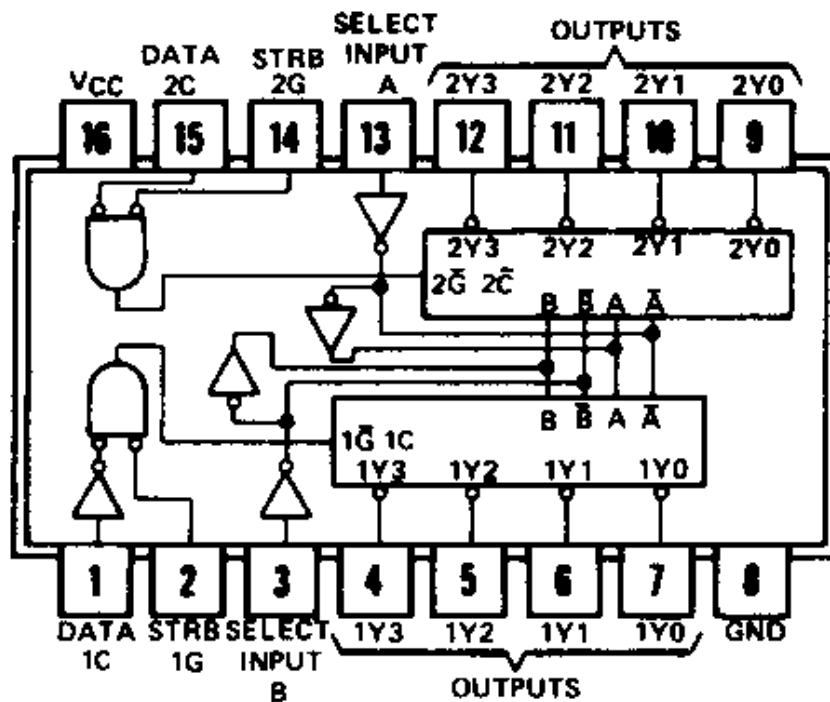 SELECT
INPUT
A
OUTPUTS
DATA
2C
STRB
2G
VCC
2Y3 2Y2 2Y1 2Y0
16 15 14 13 12 11 10 9
2Y3 2Y2 2Y1 2Y0
2G̅ 2C̅
B B̅ A A̅
B B̅ A A̅
1G̅ 1C
1Y3 1Y2 1Y1 1Y0
1 2 3 4 5 6 7 8
DATA
1C
STRB
1G
SELECT
INPUT
B
1Y3 1Y2 1Y1 1Y0
GND
OUTPUTS